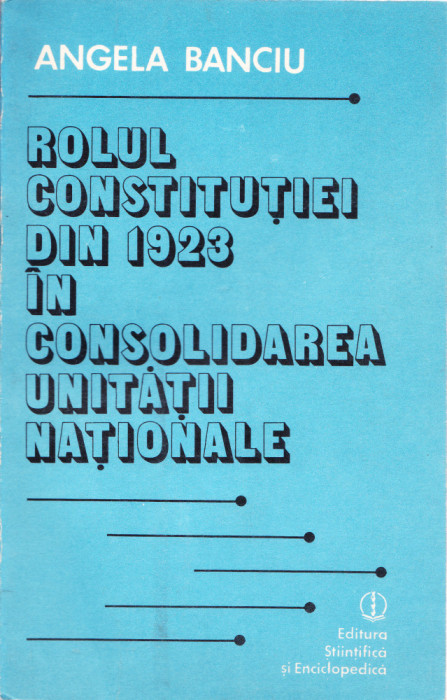 ANGELA BANCIU
ROLUL
CONSTITUȚIEI
DIN 1923
ÎN
CONSOLIDAREA
UNITĂȚII
NAȚIONALE
Editura
Științifică
și Enciclopedică